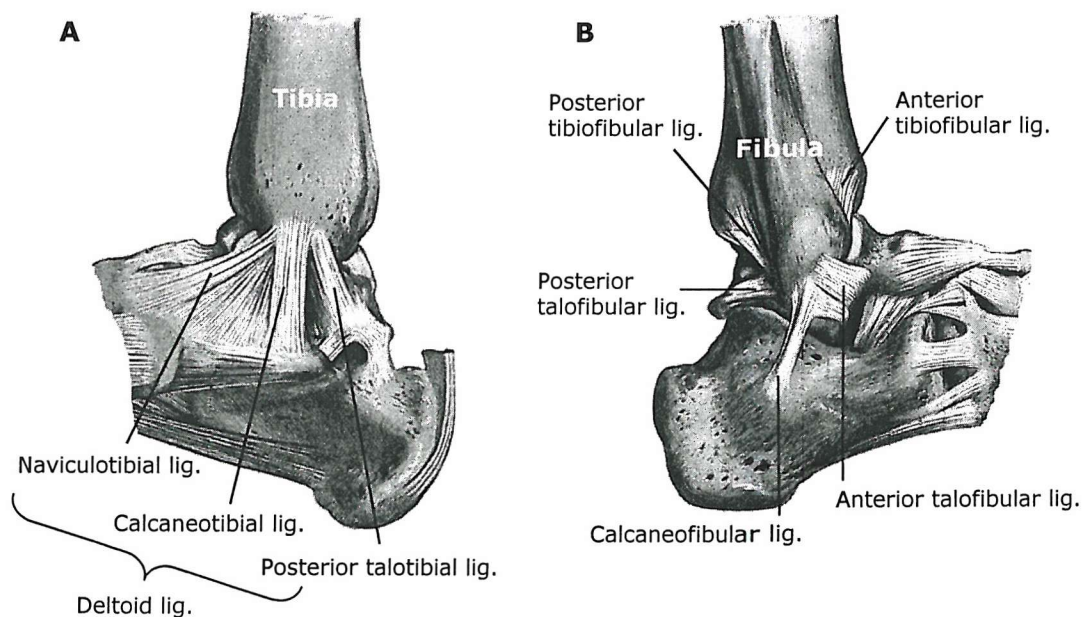 A
Tibia
Naviculotibial lig.
Calcaneotibial lig.
Posterior talotibial lig.
Deltoid lig.
B
Posterior
tibiofibular lig.
Anterior
tibiofibular lig.
Fibula
Posterior
talofibular lig.
Anterior talofibular lig.
Calcaneofibular lig.